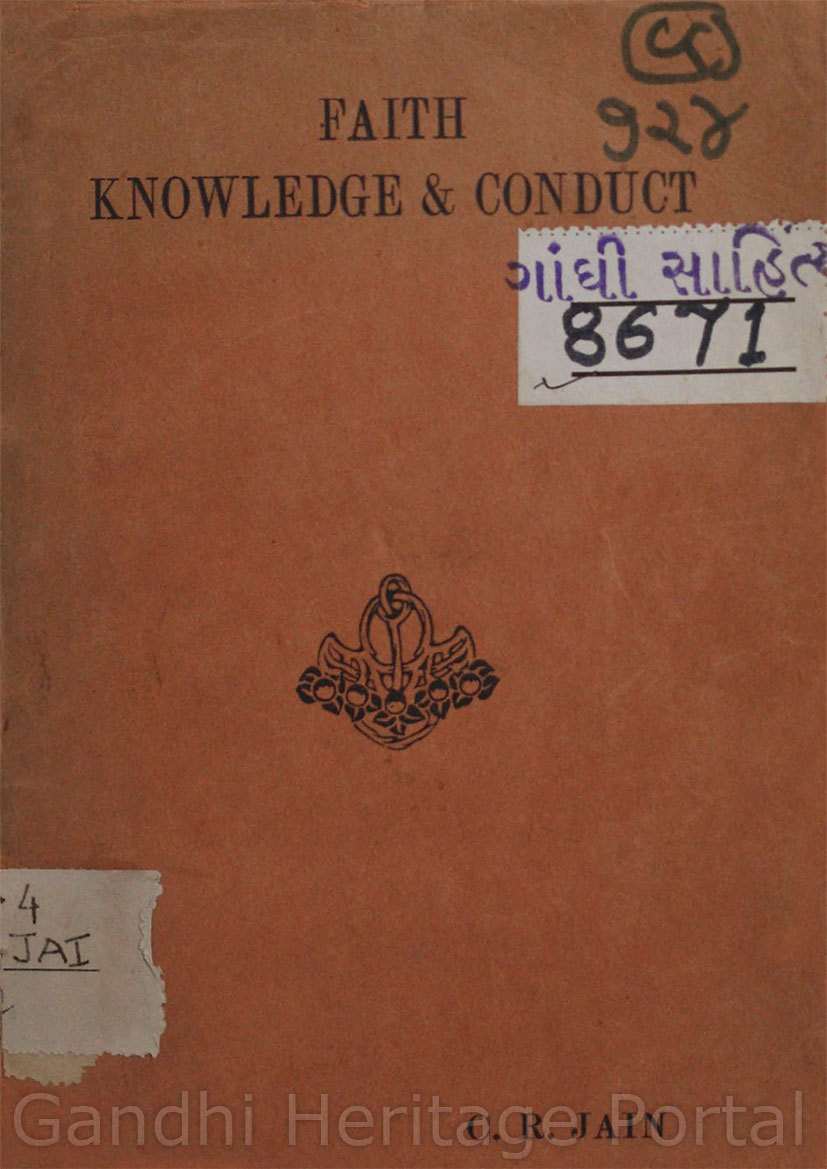 ૭૨૪
FAITH
KNOWLEDGE & CONDUCT
ગાંધી સાહિત્ય
8671
4
JAI
C. R. JAIN
Gandhi Heritage Portal